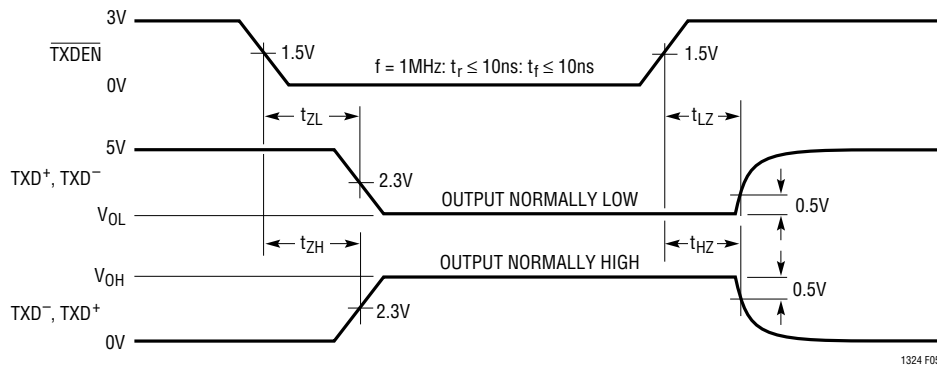 3V
TXDEN
0V
1.5V
f = 1MHz: tr ≤ 10ns: tf ≤ 10ns
1.5V
tZL
tLZ
5V
TXD+, TXD−
VOL
2.3V
OUTPUT NORMALLY LOW
0.5V
tZH
tHZ
VOH
TXD−, TXD+
0V
OUTPUT NORMALLY HIGH
2.3V
0.5V
1324 F05